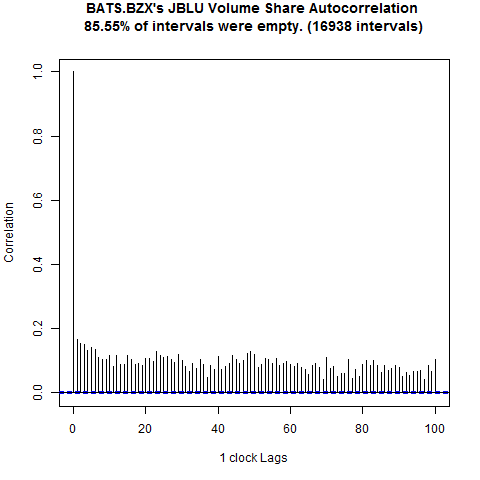 BATS.BZX's JBLU Volume Share Autocorrelation
85.55% of intervals were empty. (16938 intervals)
Correlation
1.0
0.8
0.6
0.4
0.2
0.0
0 20 40 60 80 100
1 clock Lags